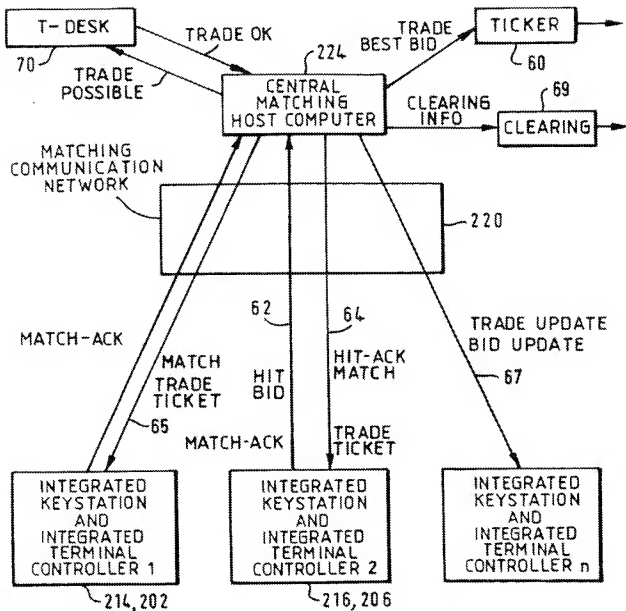 T-DESK
70
TRADE OK
TRADE
POSSIBLE
224
CENTRAL
MATCHING
HOST COMPUTER
TRADE
BEST BID
TICKER
60
CLEARING
INFO
69
CLEARING
MATCHING
COMMUNICATION
NETWORK
220
MATCH-ACK
MATCH
TRADE
TICKET
65
62
HIT
BID
MATCH-ACK
64
HIT-ACK
MATCH
TRADE
TICKET
TRADE UPDATE
BID UPDATE
67
INTEGRATED
KEYSTATION
AND
INTEGRATED
TERMINAL
CONTROLLER 1
214,202
INTEGRATED
KEYSTATION
AND
INTEGRATED
TERMINAL
CONTROLLER 2
216,206
INTEGRATED
KEYSTATION
AND
INTEGRATED
TERMINAL
CONTROLLER n